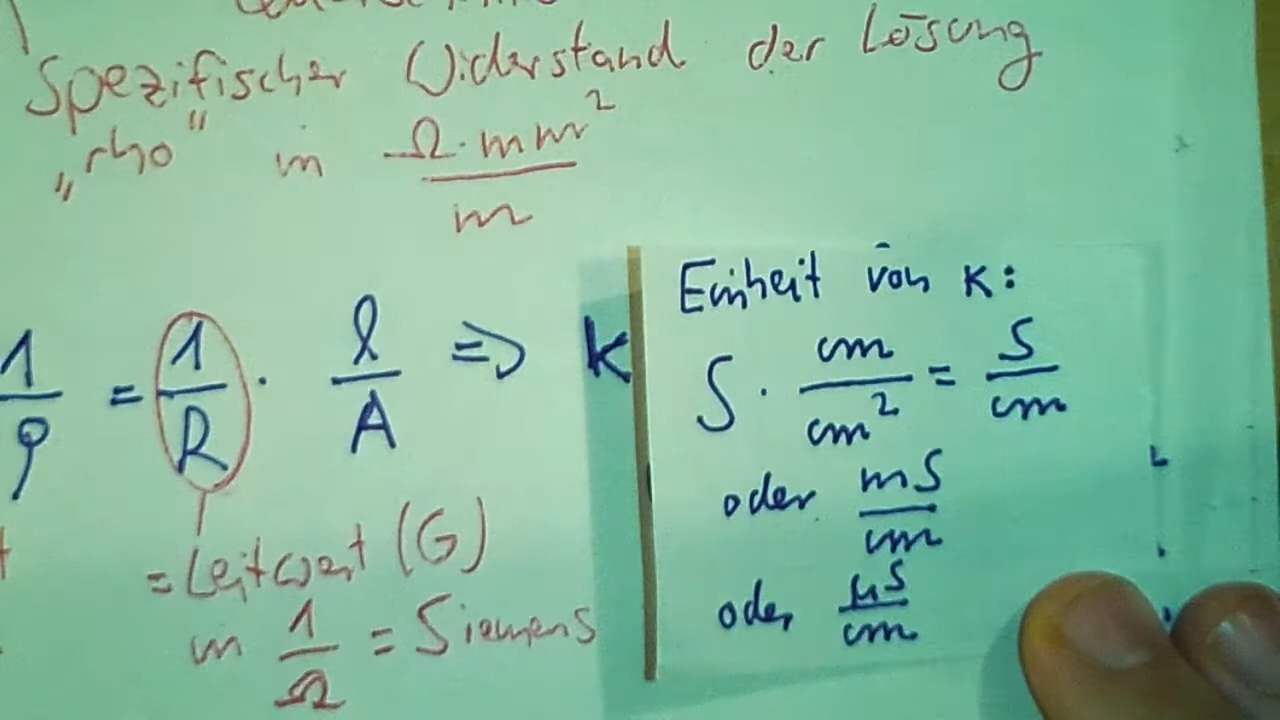 Spezifischer Widerstand der Lösung
„rho" in Ω·mm²/m
1/ρ = 1/R · l/A => K
= Leitwert (G)
in 1/Ω = Siemens
Einheit von K:
S · cm/cm² = S/cm
oder mS/cm
oder µS/cm